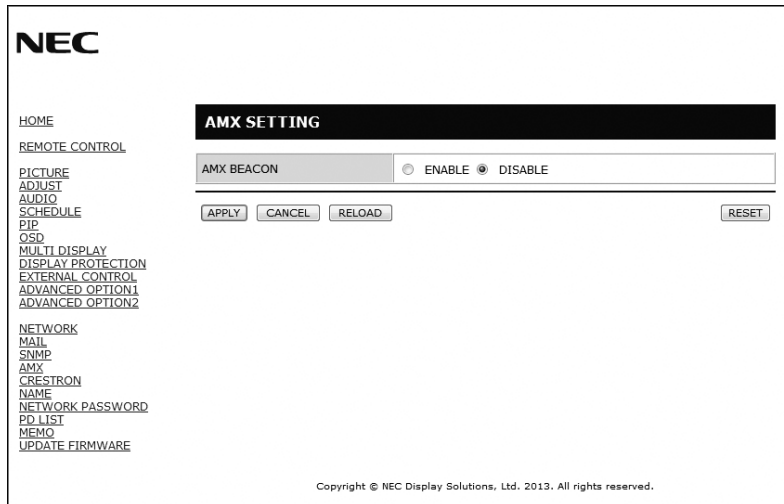 NEC
HOME
REMOTE CONTROL
PICTURE
ADJUST
AUDIO
SCHEDULE
PIP
OSD
MULTI DISPLAY
DISPLAY PROTECTION
EXTERNAL CONTROL
ADVANCED OPTION1
ADVANCED OPTION2
NETWORK
MAIL
SNMP
AMX
CRESTRON
NAME
NETWORK PASSWORD
PD LIST
MEMO
UPDATE FIRMWARE
AMX SETTING
AMX BEACON ENABLE DISABLE
APPLY CANCEL RELOAD RESET
Copyright © NEC Display Solutions, Ltd. 2013. All rights reserved.